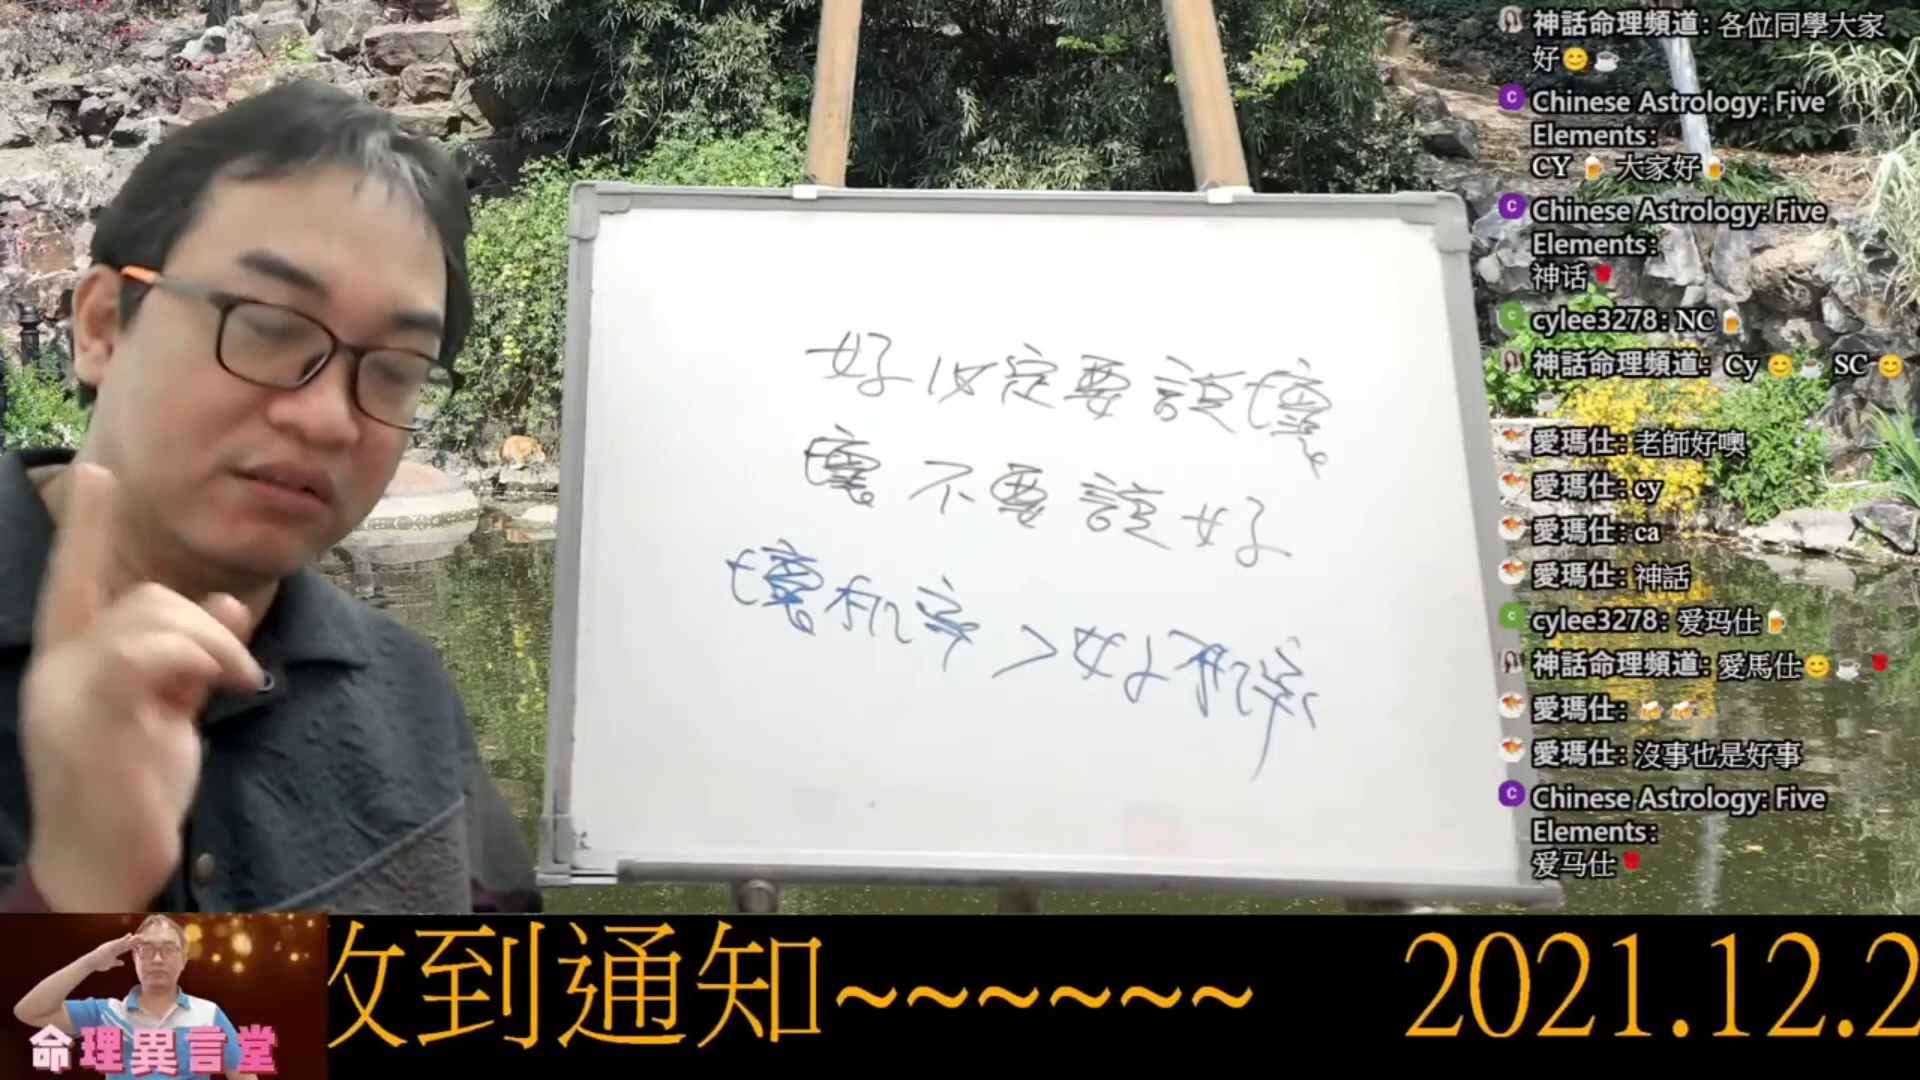 好必定要談壞
壞不要談好
壞机率>好机率
神話命理頻道: 各位同學大家
好😊☕
Chinese Astrology: Five
Elements:
CY 🍺 大家好🍺
Chinese Astrology: Five
Elements:
神话🌹
cylee3278: NC🍺
神話命理頻道: Cy 😊☕ SC 😊
☕
愛瑪仕: 老師好噢
愛瑪仕: cy
愛瑪仕: ca
愛瑪仕: 神話
cylee3278: 爱玛仕🍺
神話命理頻道: 愛馬仕😊☕🌹
愛瑪仕: 🍻 🍻
愛瑪仕: 沒事也是好事
Chinese Astrology: Five
Elements:
爱马仕🌹
命理異言堂
收到通知~~~~~~ 2021.12.2